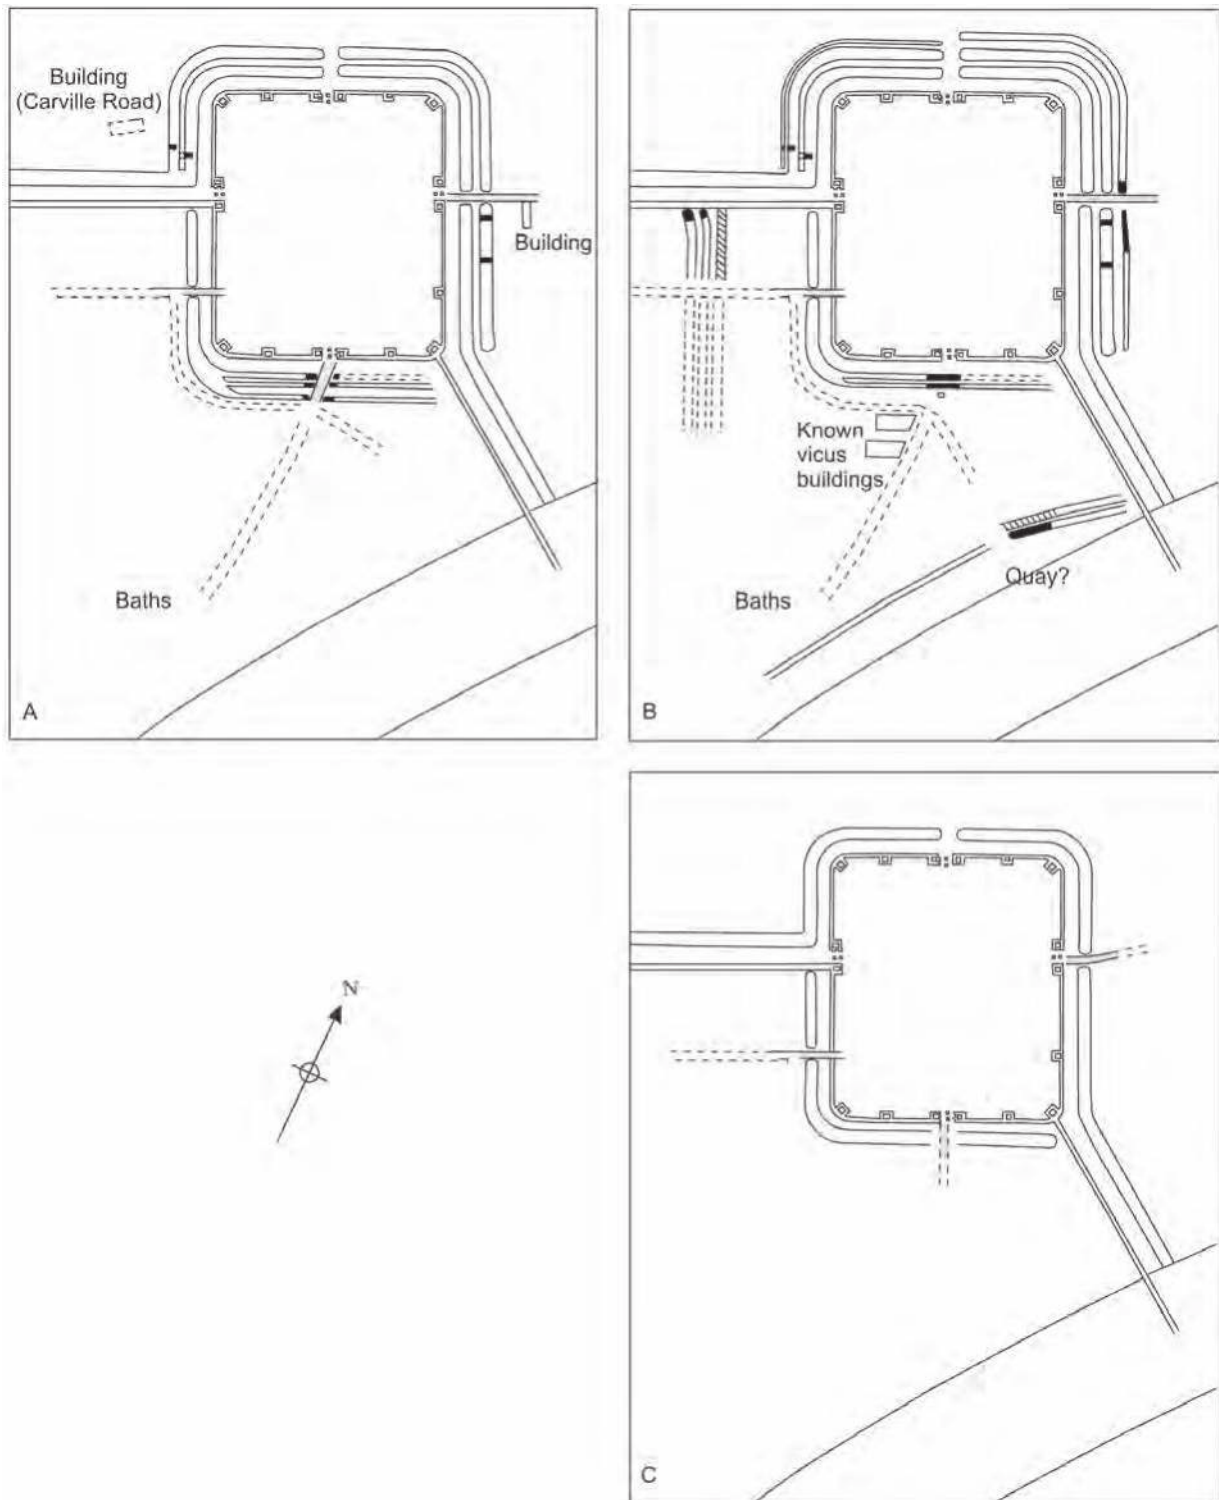 Building
(Carville Road)
Building
Baths
A
Known
vicus
buildings
Quay?
Baths
B
N
C